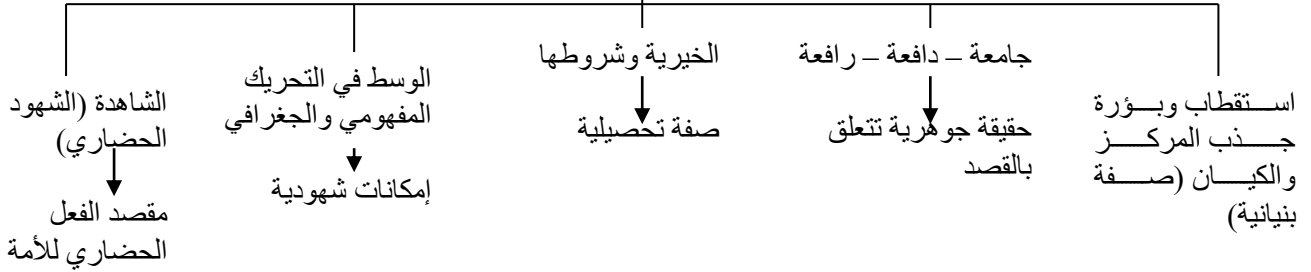 استقطاب وبؤرة
جذب المركز
والكيان (صفة
بنيانية)
جامعة – دافعة – رافعة
حقيقة جوهرية تتعلق
بالقصد
الخيرية وشروطها
صفة تحصيلية
الوسط في التحريك
المفهومي والجغرافي
إمكانات شهودية
الشاهدة (الشهود
الحضاري)
مقصد الفعل
الحضاري للأمة